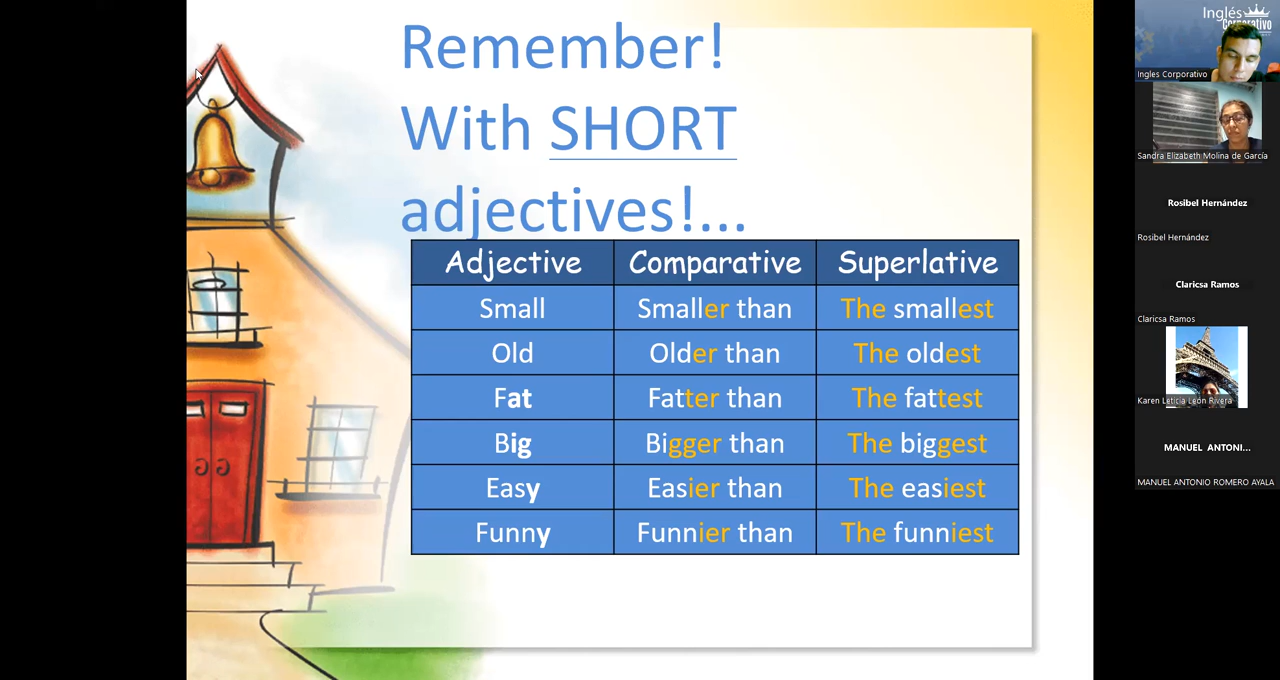 Remember!
With SHORT
adjectives!...
Adjective Comparative Superlative
Small Smaller than The smallest
Old Older than The oldest
Fat Fatter than The fattest
Big Bigger than The biggest
Easy Easier than The easiest
Funny Funnier than The funniest
Inglés
Corporativo
Ingles Corporativo
Sandra Elizabeth Molina de García
Rosibel Hernández
Rosibel Hernández
Claricsa Ramos
Claricsa Ramos
Karen Leticia León Rivera
MANUEL ANTONI...
MANUEL ANTONIO ROMERO AYALA